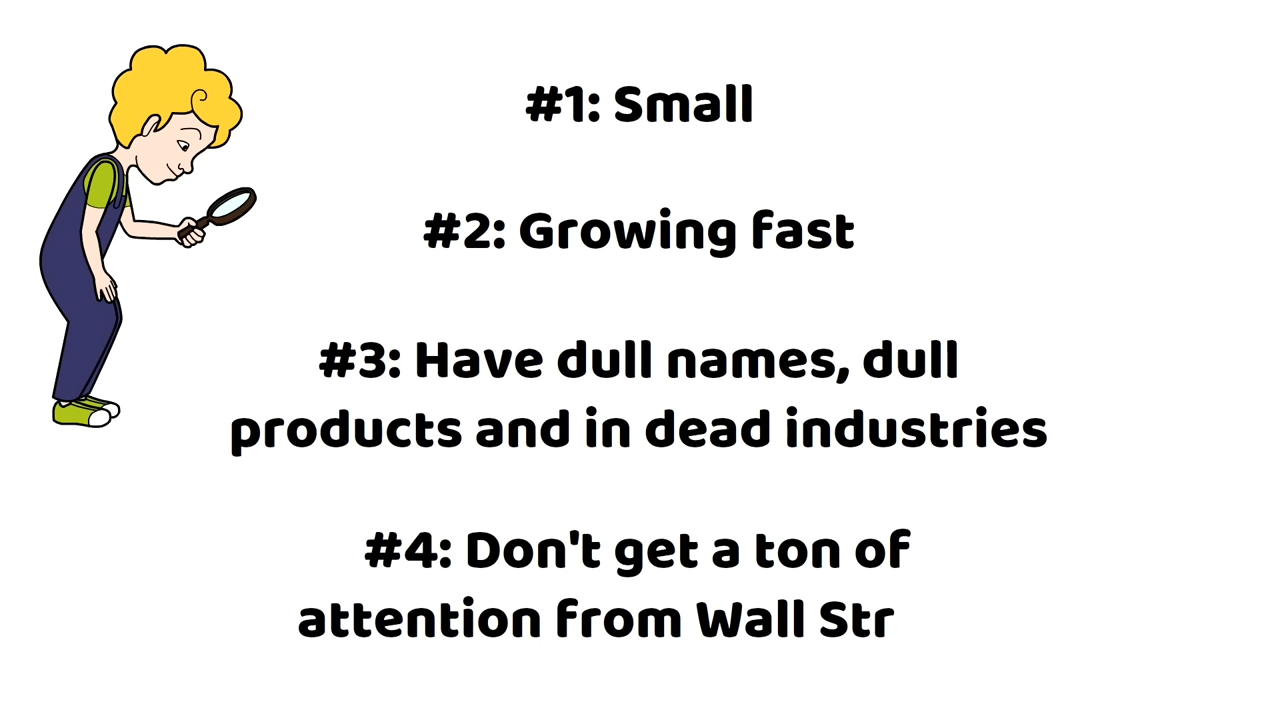 #1: Small
#2: Growing fast
#3: Have dull names, dull
products and in dead industries
#4: Don't get a ton of
attention from Wall Str